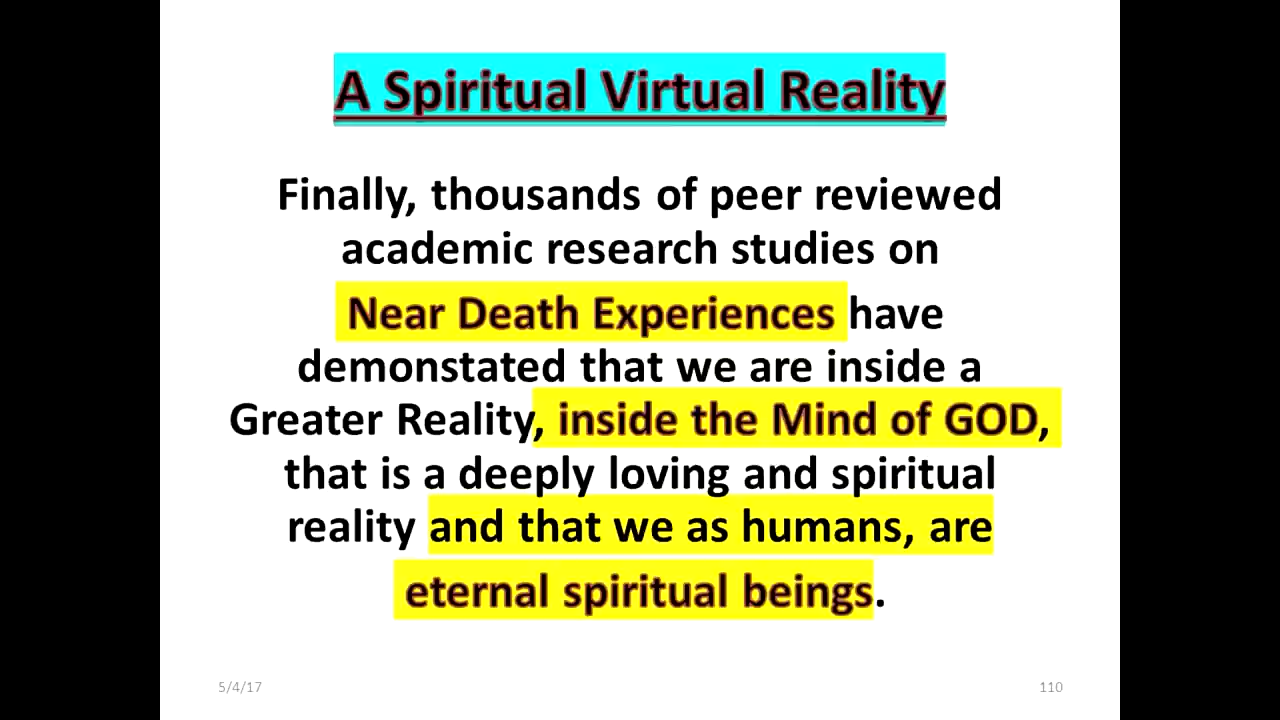 A Spiritual Virtual Reality
Finally, thousands of peer reviewed
academic research studies on
Near Death Experiences have
demonstated that we are inside a
Greater Reality, inside the Mind of GOD,
that is a deeply loving and spiritual
reality and that we as humans, are
eternal spiritual beings.
5/4/17
110